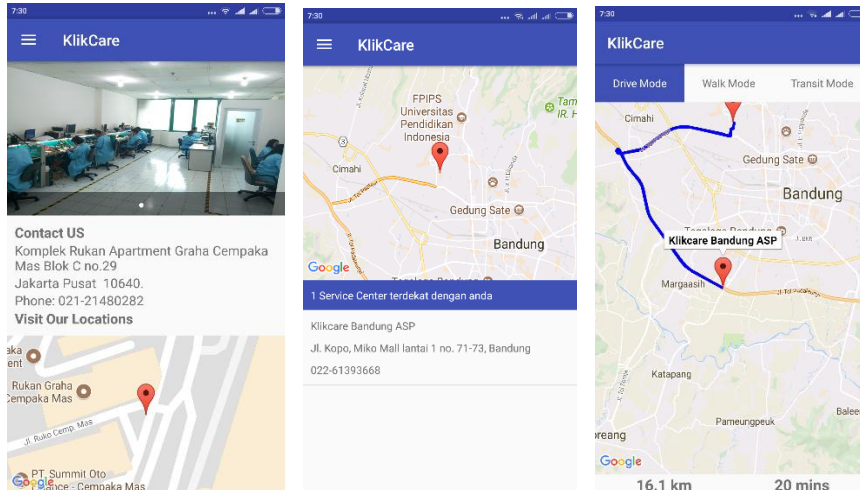 7:30
KlikCare
Contact US
Komplek Rukan Apartment Graha Cempaka
Mas Blok C no.29
Jakarta Pusat 10640.
Phone: 021-21480282
Visit Our Locations
Rukan Graha
Cempaka Mas
Jl. Ruko Cemp. Mas
PT. Summit Oto
Google
Cempaka Mas
7:30
KlikCare
FPIPS
Universitas
Pendidikan
Indonesia
3
Cimahi
Gedung Sate
Bandung
Google
1 Service Center terdekat dengan anda
Klikcare Bandung ASP
Jl. Kopo, Miko Mall lantai 1 no. 71-73, Bandung
022-61393668
7:30
KlikCare
Drive Mode
Walk Mode
Transit Mode
Cimahi
Gedung Sate
Bandung
Klikcare Bandung ASP
Margaasih
Katapang
Pameungpeuk
Google
16.1 km
20 mins